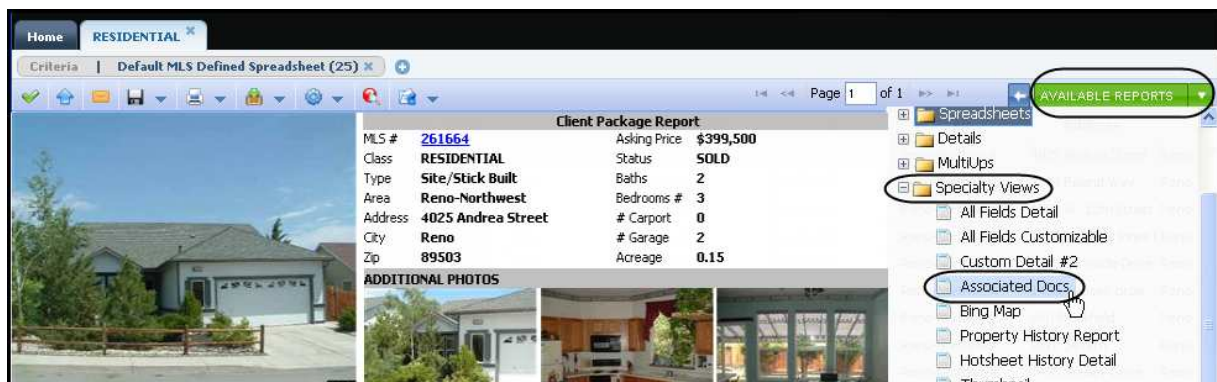 Home RESIDENTIAL
Criteria | Default MLS Defined Spreadsheet (25)
Page 1 of 1
AVAILABLE REPORTS
Client Package Report
MLS # 261664 Asking Price $399,500
Class RESIDENTIAL Status SOLD
Type Site/Stick Built Baths 2
Area Reno-Northwest Bedrooms # 3
Address 4025 Andrea Street # Carport 0
City Reno # Garage 2
Zip 89503 Acreage 0.15
ADDITIONAL PHOTOS
Spreadsheets
Details
MultiUps
Specialty Views
All Fields Detail
All Fields Customizable
Custom Detail #2
Associated Docs
Bing Map
Property History Report
Hotsheet History Detail